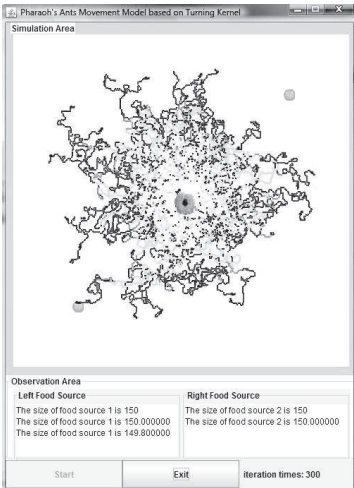 Pharaoh's Ants Movement Model based on Turning Kernel
Simulation Area
Observation Area
Left Food Source
The size of food source 1 is 150
The size of food source 1 is 150.000000
The size of food source 1 is 149.800000
Right Food Source
The size of food source 2 is 150
The size of food source 2 is 150.000000
Start
Exit
iteration times: 300